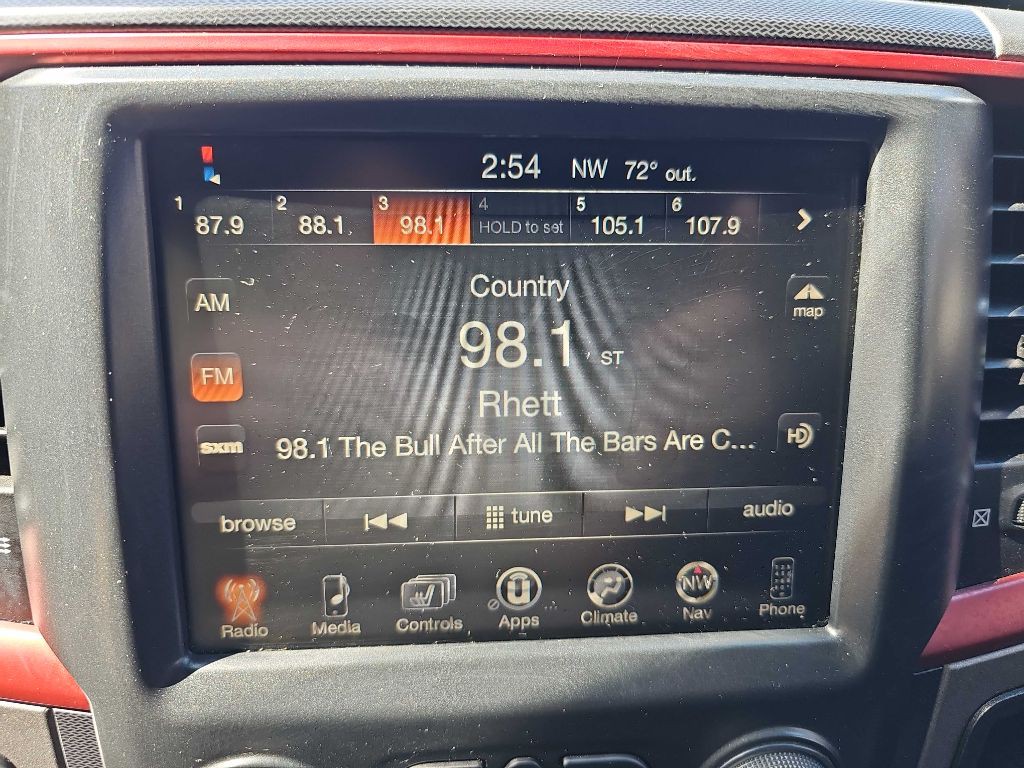 2:54 NW 72° out.
1 2 3 4 5 6
87.9 88.1 98.1 HOLD to set 105.1 107.9
Country
AM
map
98.1 ST
FM
Rhett
sxm
98.1 The Bull After All The Bars Are C...
HD
browse tune audio
NW
Radio Media Controls Apps Climate Nav Phone